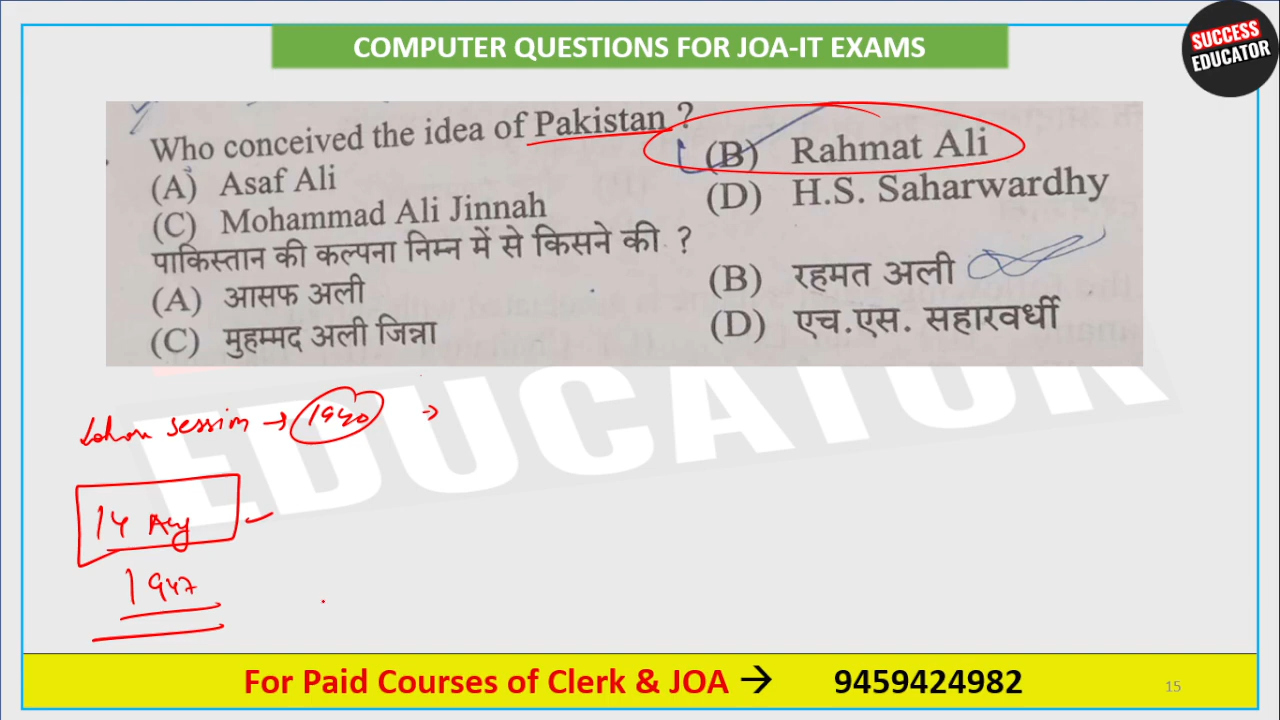 COMPUTER QUESTIONS FOR JOA-IT EXAMS
SUCCESS
EDUCATOR
Who conceived the idea of Pakistan ?
(A) Asaf Ali
(B) Rahmat Ali
(C) Mohammad Ali Jinnah
(D) H.S. Saharwardhy
पाकिस्तान की कल्पना निम्न में से किसने की ?
(A) आसफ अली
(B) रहमत अली
(C) मुहम्मद अली जिन्ना
(D) एच.एस. सहारवर्धी
EDUCATOR
Lahore session → 1940 →
14 Aug
1947
For Paid Courses of Clerk & JOA → 9459424982
15